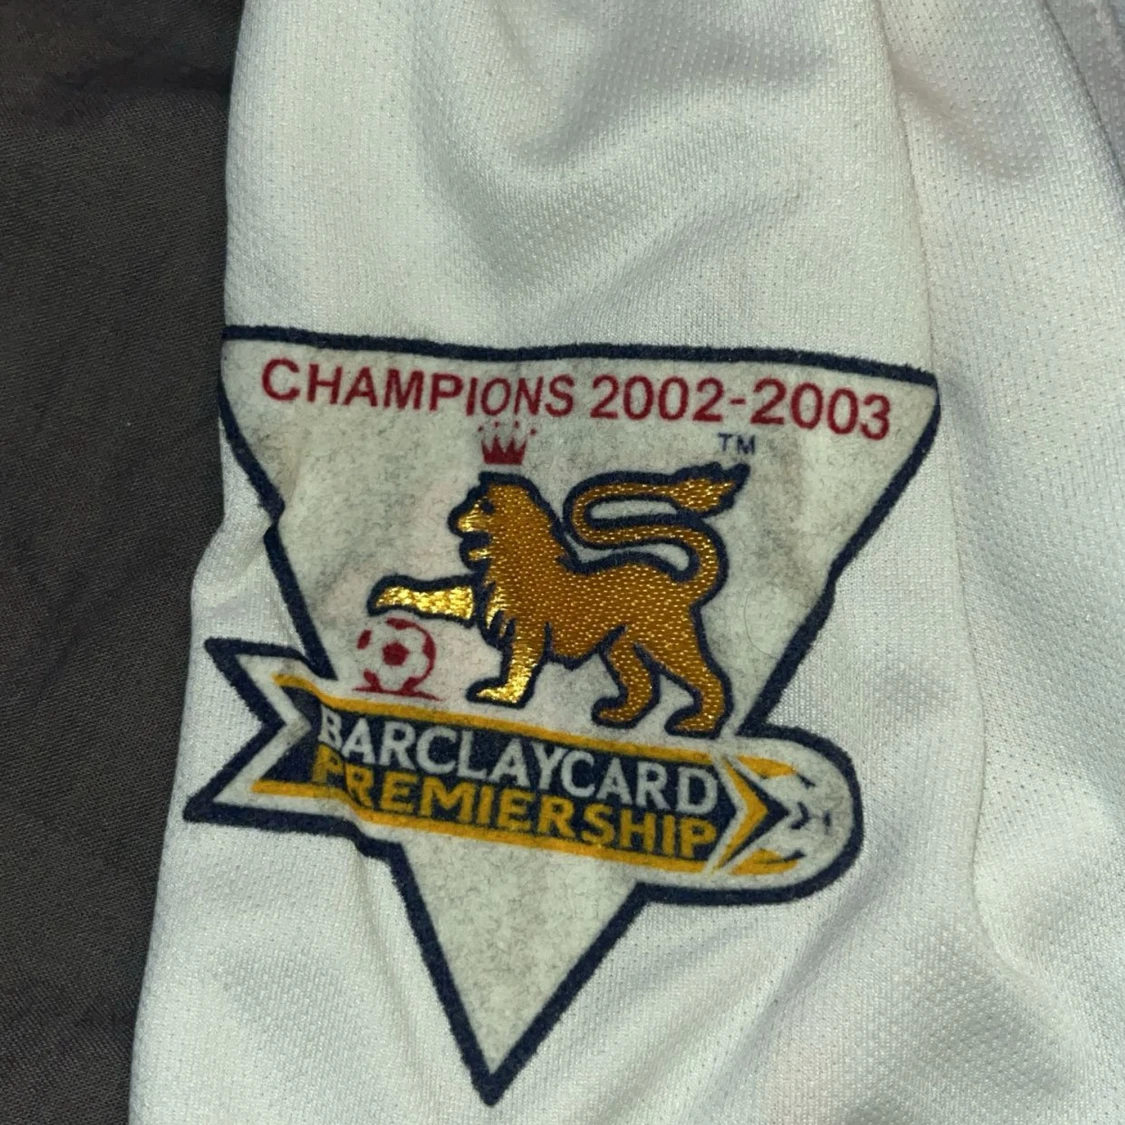 CHAMPIONS 2002-2003
TM
BARCLAYCARD
PREMIERSHIP